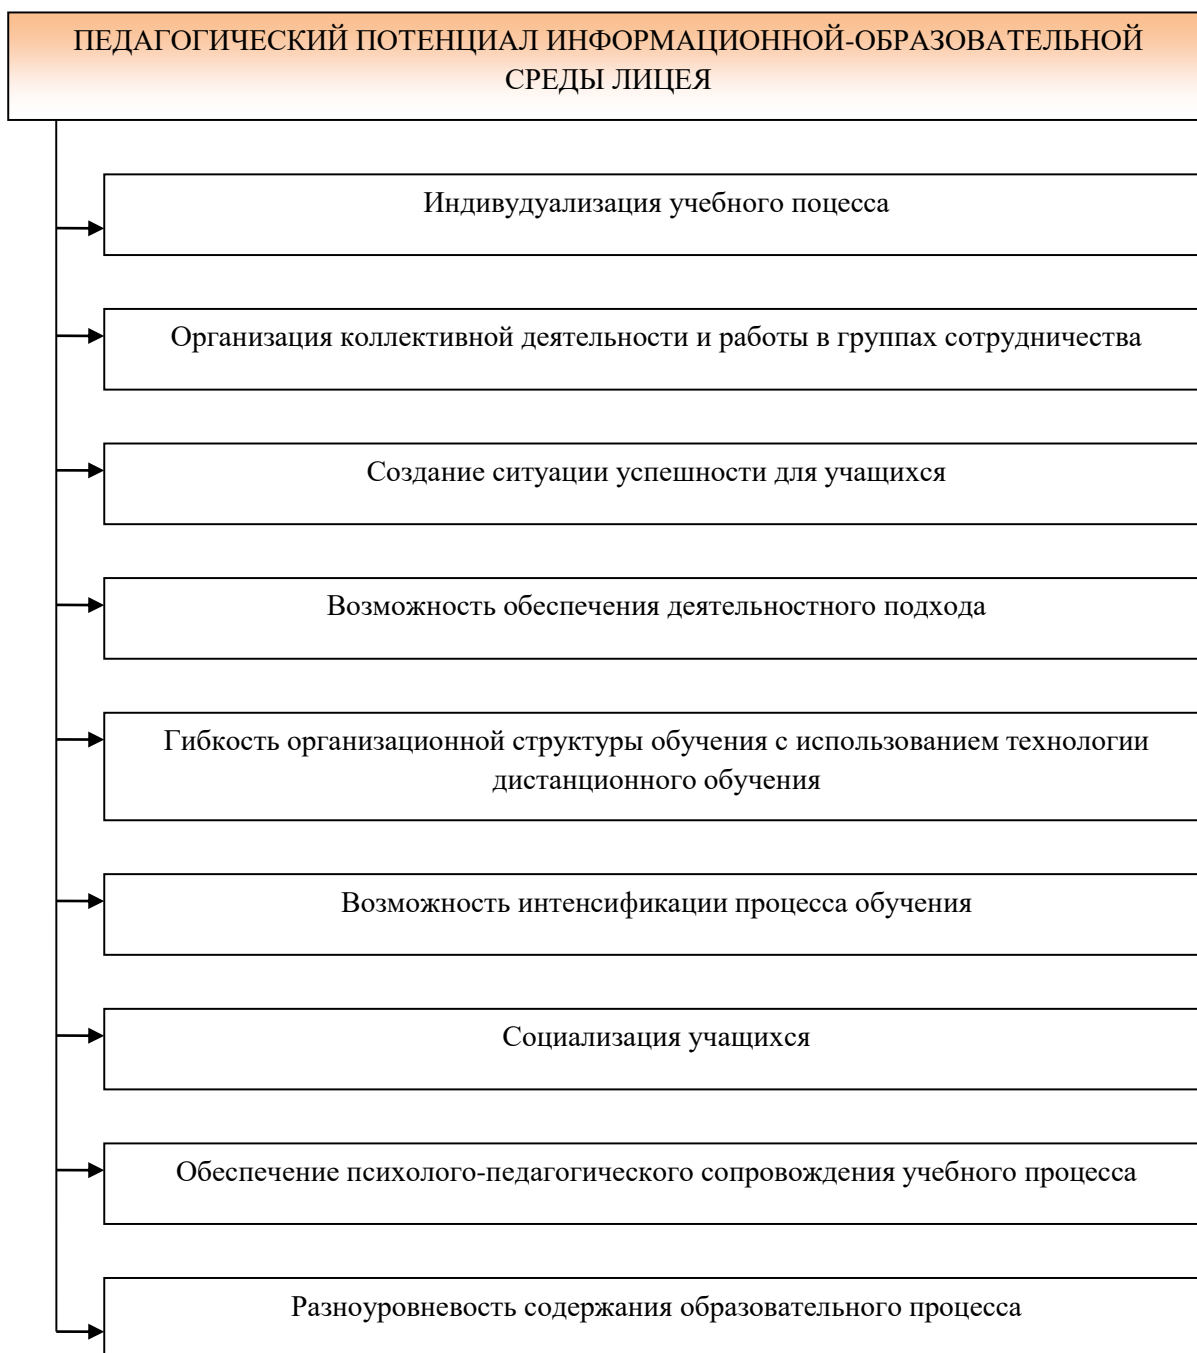 ПЕДАГОГИЧЕСКИЙ ПОТЕНЦИАЛ ИНФОРМАЦИОННОЙ-ОБРАЗОВАТЕЛЬНОЙ
СРЕДЫ ЛИЦЕЯ
Индивудуализация учебного поцесса
Организация коллективной деятельности и работы в группах сотрудничества
Создание ситуации успешности для учащихся
Возможность обеспечения деятельностного подхода
Гибкость организационной структуры обучения с использованием технологии
дистанционного обучения
Возможность интенсификации процесса обучения
Социализация учащихся
Обеспечение психолого-педагогического сопровождения учебного процесса
Разноуровневость содержания образовательного процесса